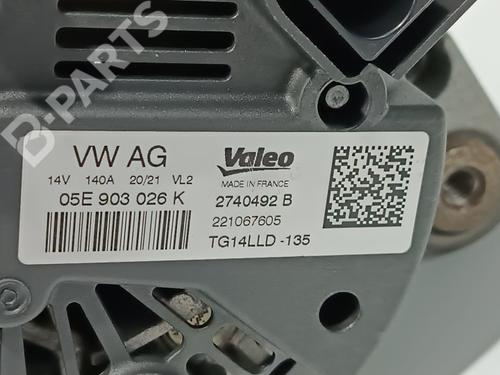 D-PARTS
VW AG
14V 140A 20/21 VL2
05E 903 026 K
Valeo
MADE IN FRANCE
2740492 B
221067605
TG14LLD -135